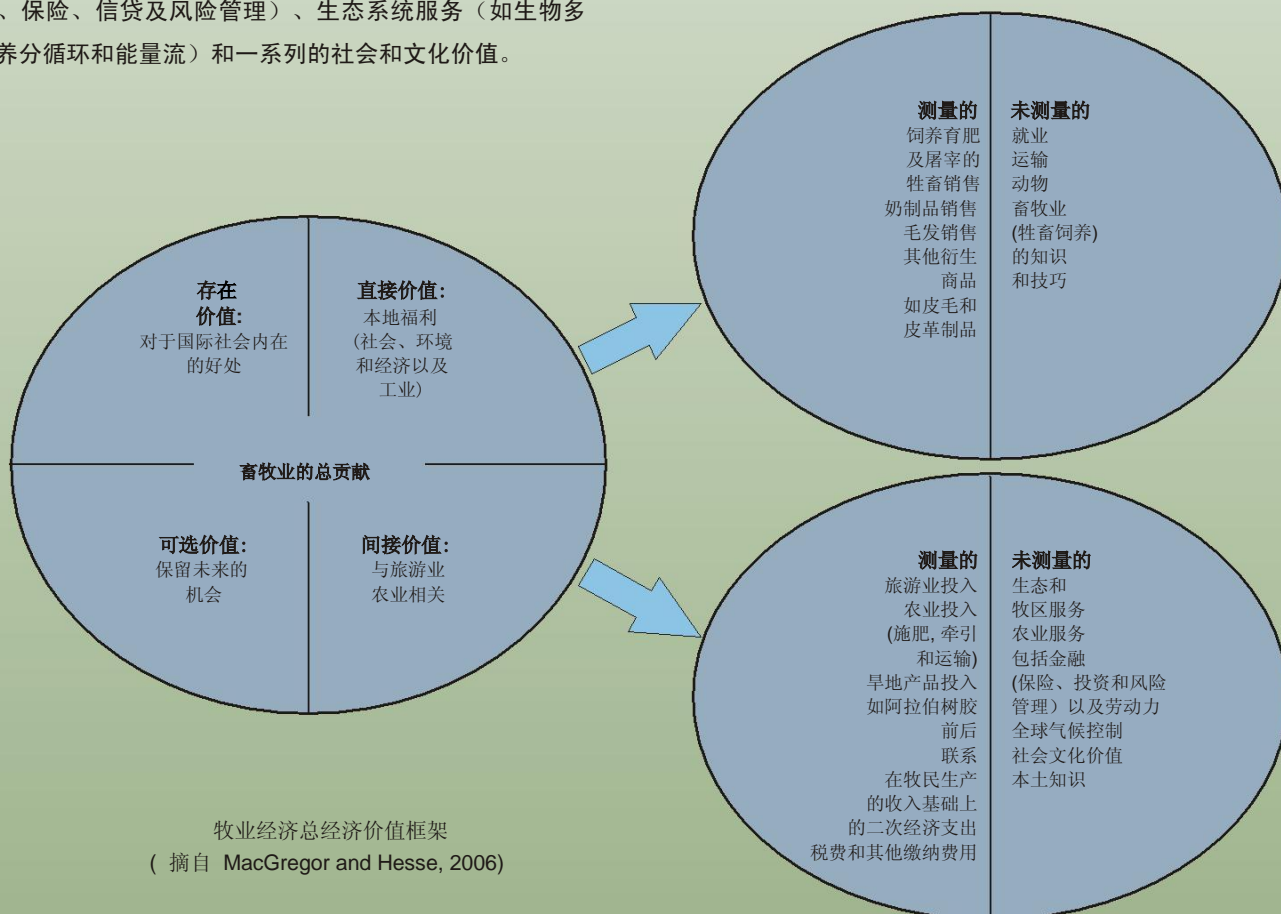 、保险、信贷及风险管理）、生态系统服务（如生物多
养分循环和能量流）和一系列的社会和文化价值。
存在
价值:
对于国际社会内在
的好处
直接价值:
本地福利
(社会、环境
和经济以及
工业)
畜牧业的总贡献
可选价值:
保留未来的
机会
间接价值:
与旅游业
农业相关
测量的
饲养育肥
及屠宰的
牲畜销售
奶制品销售
毛发销售
其他衍生
商品
如皮毛和
皮革制品
未测量的
就业
运输
动物
畜牧业
(牲畜饲养)
的知识
和技巧
测量的
旅游业投入
农业投入
(施肥, 牵引
和运输)
旱地产品投入
如阿拉伯树胶
前后
联系
在牧民生产
的收入基础上
的二次经济支出
税费和其他缴纳费用
未测量的
生态和
牧区服务
农业服务
包括金融
(保险、投资和风险
管理）以及劳动力
全球气候控制
社会文化价值
本土知识
牧业经济总经济价值框架
( 摘自 MacGregor and Hesse, 2006)